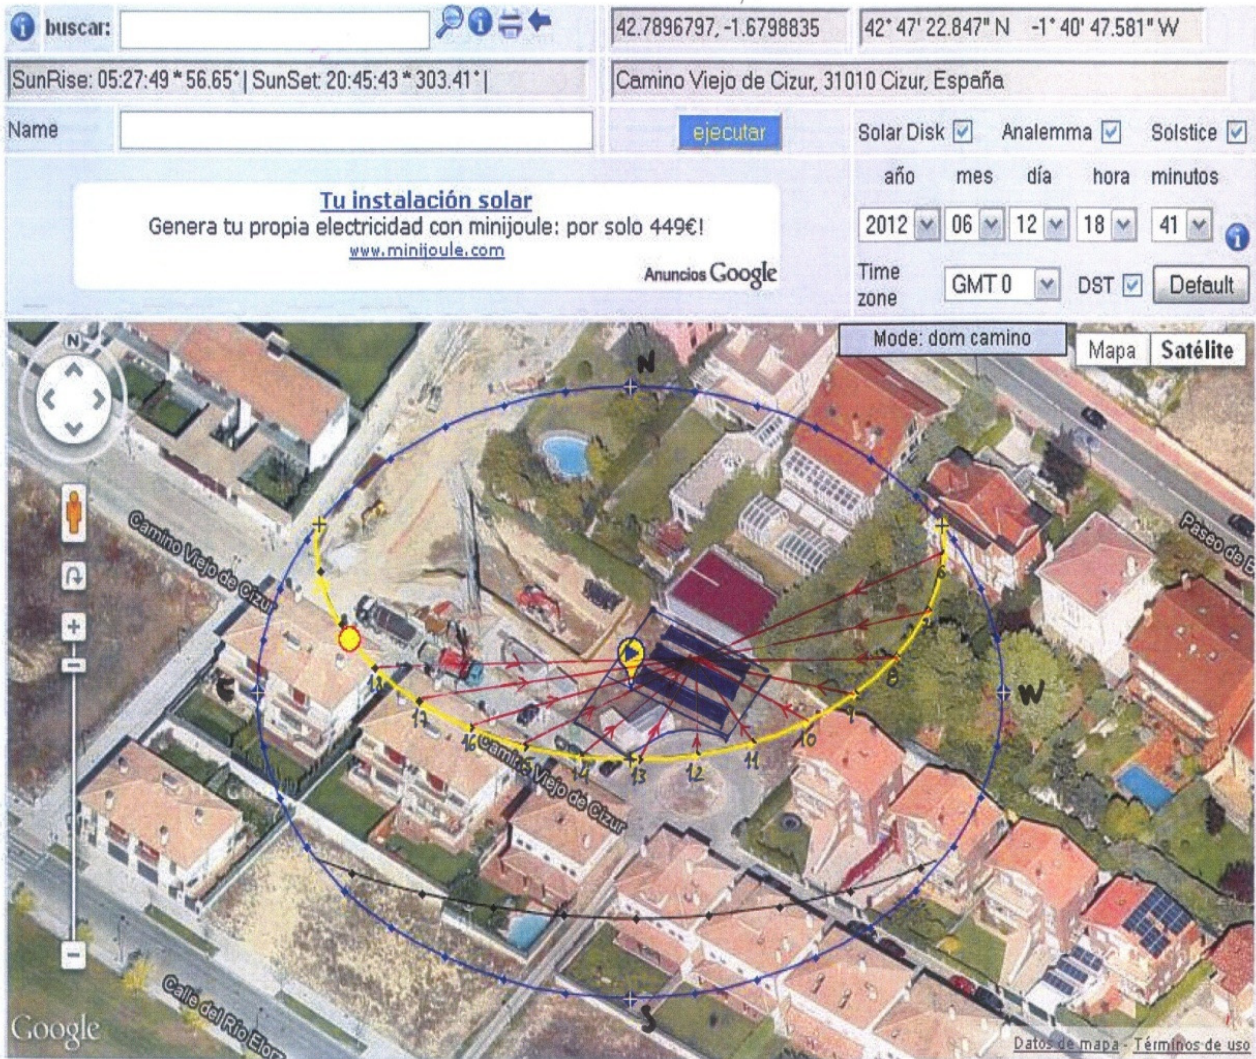 buscar:
42.7896797, -1.6798835
42° 47' 22.847" N -1° 40' 47.581" W
SunRise: 05:27:49 * 56.65° | SunSet: 20:45:43 * 303.41° |
Camino Viejo de Cizur, 31010 Cizur, España
Name
ejecutar
Solar Disk
Analemma
Solstice
Tu instalación solar
Genera tu propia electricidad con minijoule: por solo 449€!
www.minijoule.com
Anuncios Google
año mes día hora minutos
2012 06 12 18 41
Time zone
GMT 0
DST
Default
Mode: dom camino
Mapa
Satélite
N
N
Camino Viejo de Cizur
Paseo de
6
8
W
18
17
16
14
13
12
11
10
Camino Viejo de Cizur
S
Calle del Río
Google
Datos de mapa - Términos de uso